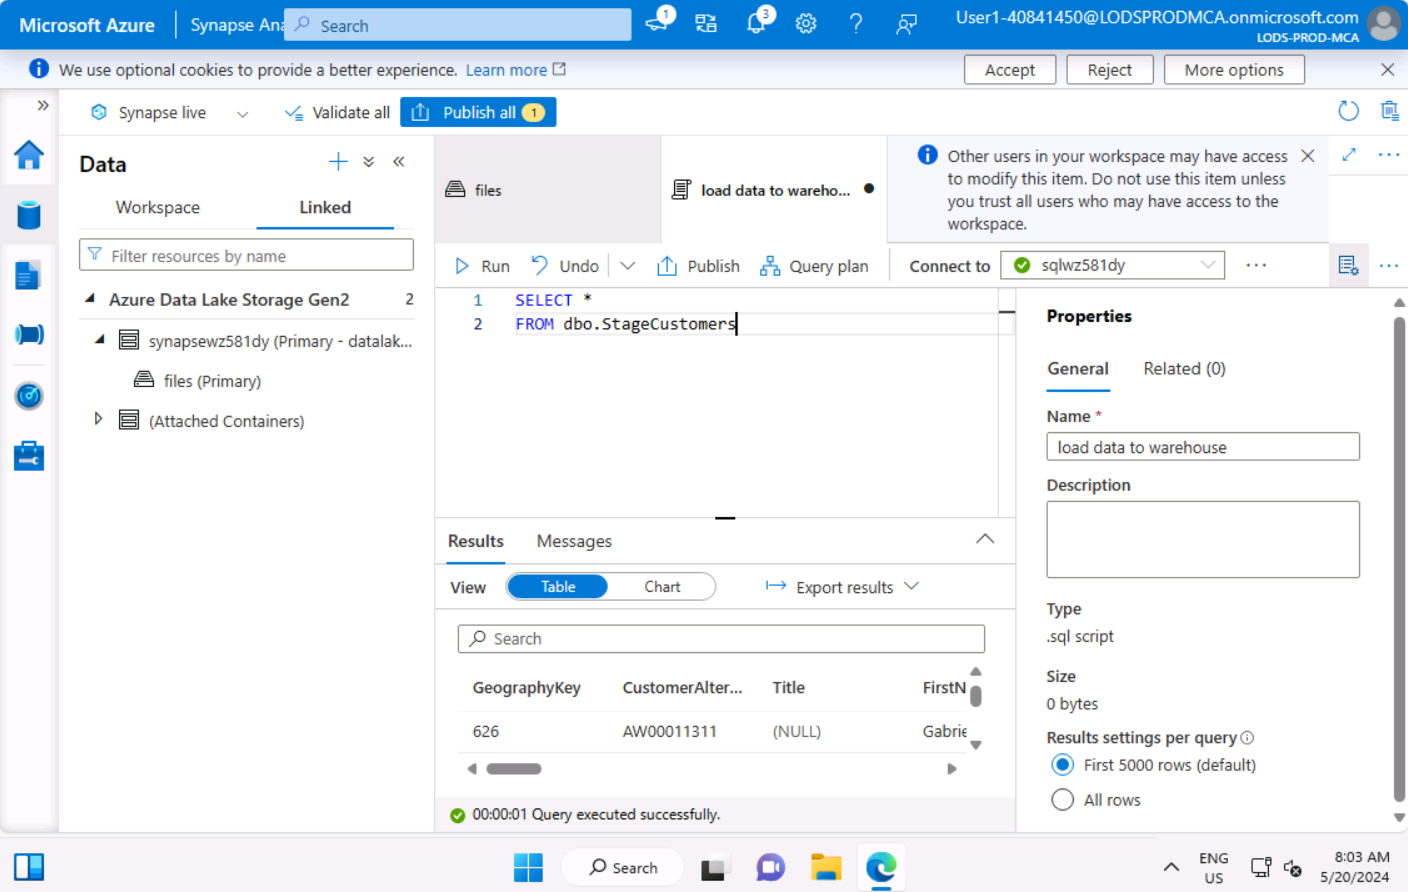 Microsoft Azure
Synapse Ana
Search
1
3
User1-40841450@LODSPRODMCA.onmicrosoft.com
LODS-PROD-MCA
We use optional cookies to provide a better experience. Learn more
Accept
Reject
More options
Synapse live
Validate all
Publish all 1
Data
Workspace
Linked
Filter resources by name
Azure Data Lake Storage Gen2 2
synapsewz581dy (Primary - datalak...
files (Primary)
(Attached Containers)
files
load data to wareho...
Other users in your workspace may have access
to modify this item. Do not use this item unless
you trust all users who may have access to the
workspace.
Run
Undo
Publish
Query plan
Connect to
sqlwz581dy
1 SELECT *
2 FROM dbo.StageCustomers
Results
Messages
View
Table
Chart
Export results
Search
GeographyKey CustomerAlter... Title FirstN
626 AW00011311 (NULL) Gabrie
00:00:01 Query executed successfully.
Properties
General
Related (0)
Name *
load data to warehouse
Description
Type
.sql script
Size
0 bytes
Results settings per query
First 5000 rows (default)
All rows
Search
ENG
US
8:03 AM
5/20/2024